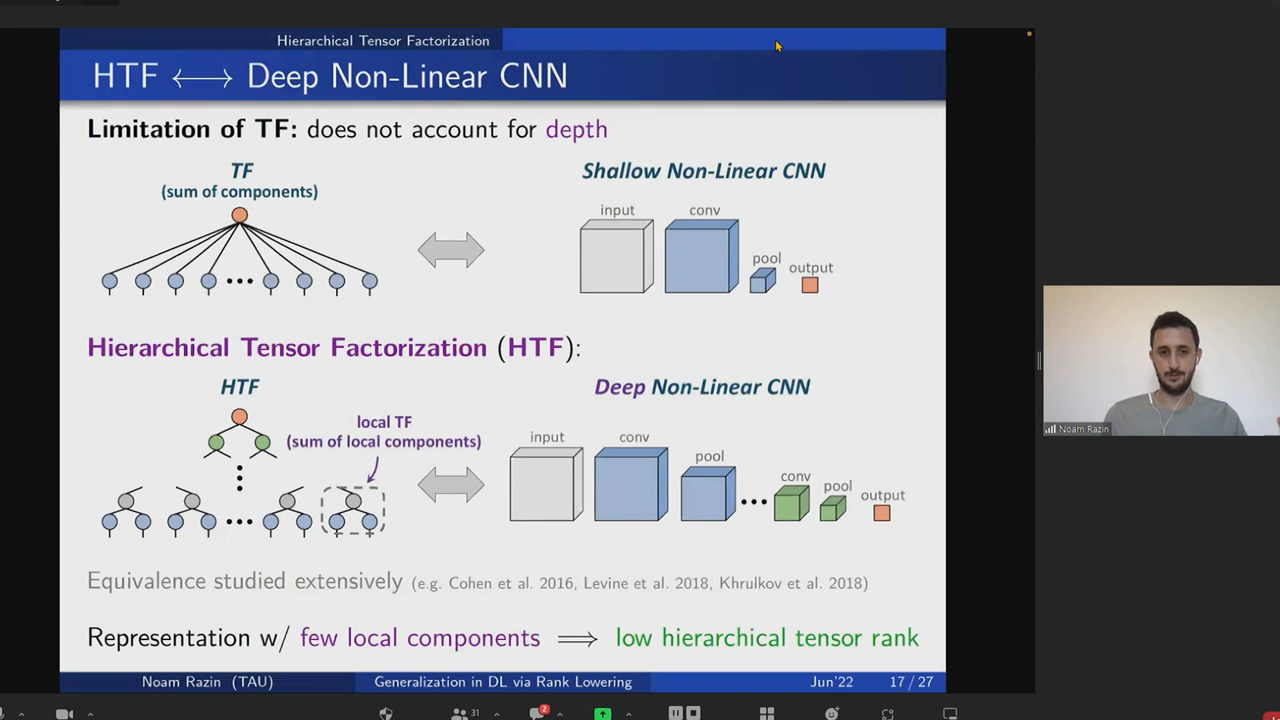 Hierarchical Tensor Factorization
HTF ⟷ Deep Non-Linear CNN
Limitation of TF: does not account for depth
TF
(sum of components)
Shallow Non-Linear CNN
input
conv
pool
output
Hierarchical Tensor Factorization (HTF):
HTF
local TF
(sum of local components)
Deep Non-Linear CNN
input
conv
pool
conv
pool
output
Equivalence studied extensively (e.g. Cohen et al. 2016, Levine et al. 2018, Khrulkov et al. 2018)
Representation w/ few local components ⟹ low hierarchical tensor rank
Noam Razin (TAU) Generalization in DL via Rank Lowering Jun'22 17 / 27
Noam Razin
31
2